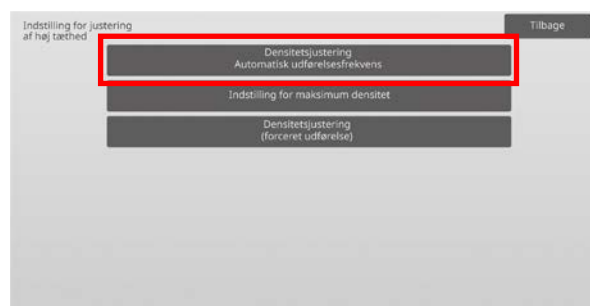 Indstilling for justering
af høj tæthed
Tilbage
Densitetsjustering
Automatisk udførelsesfrekvens
Indstilling for maksimum densitet
Densitetsjustering
(forceret udførelse)